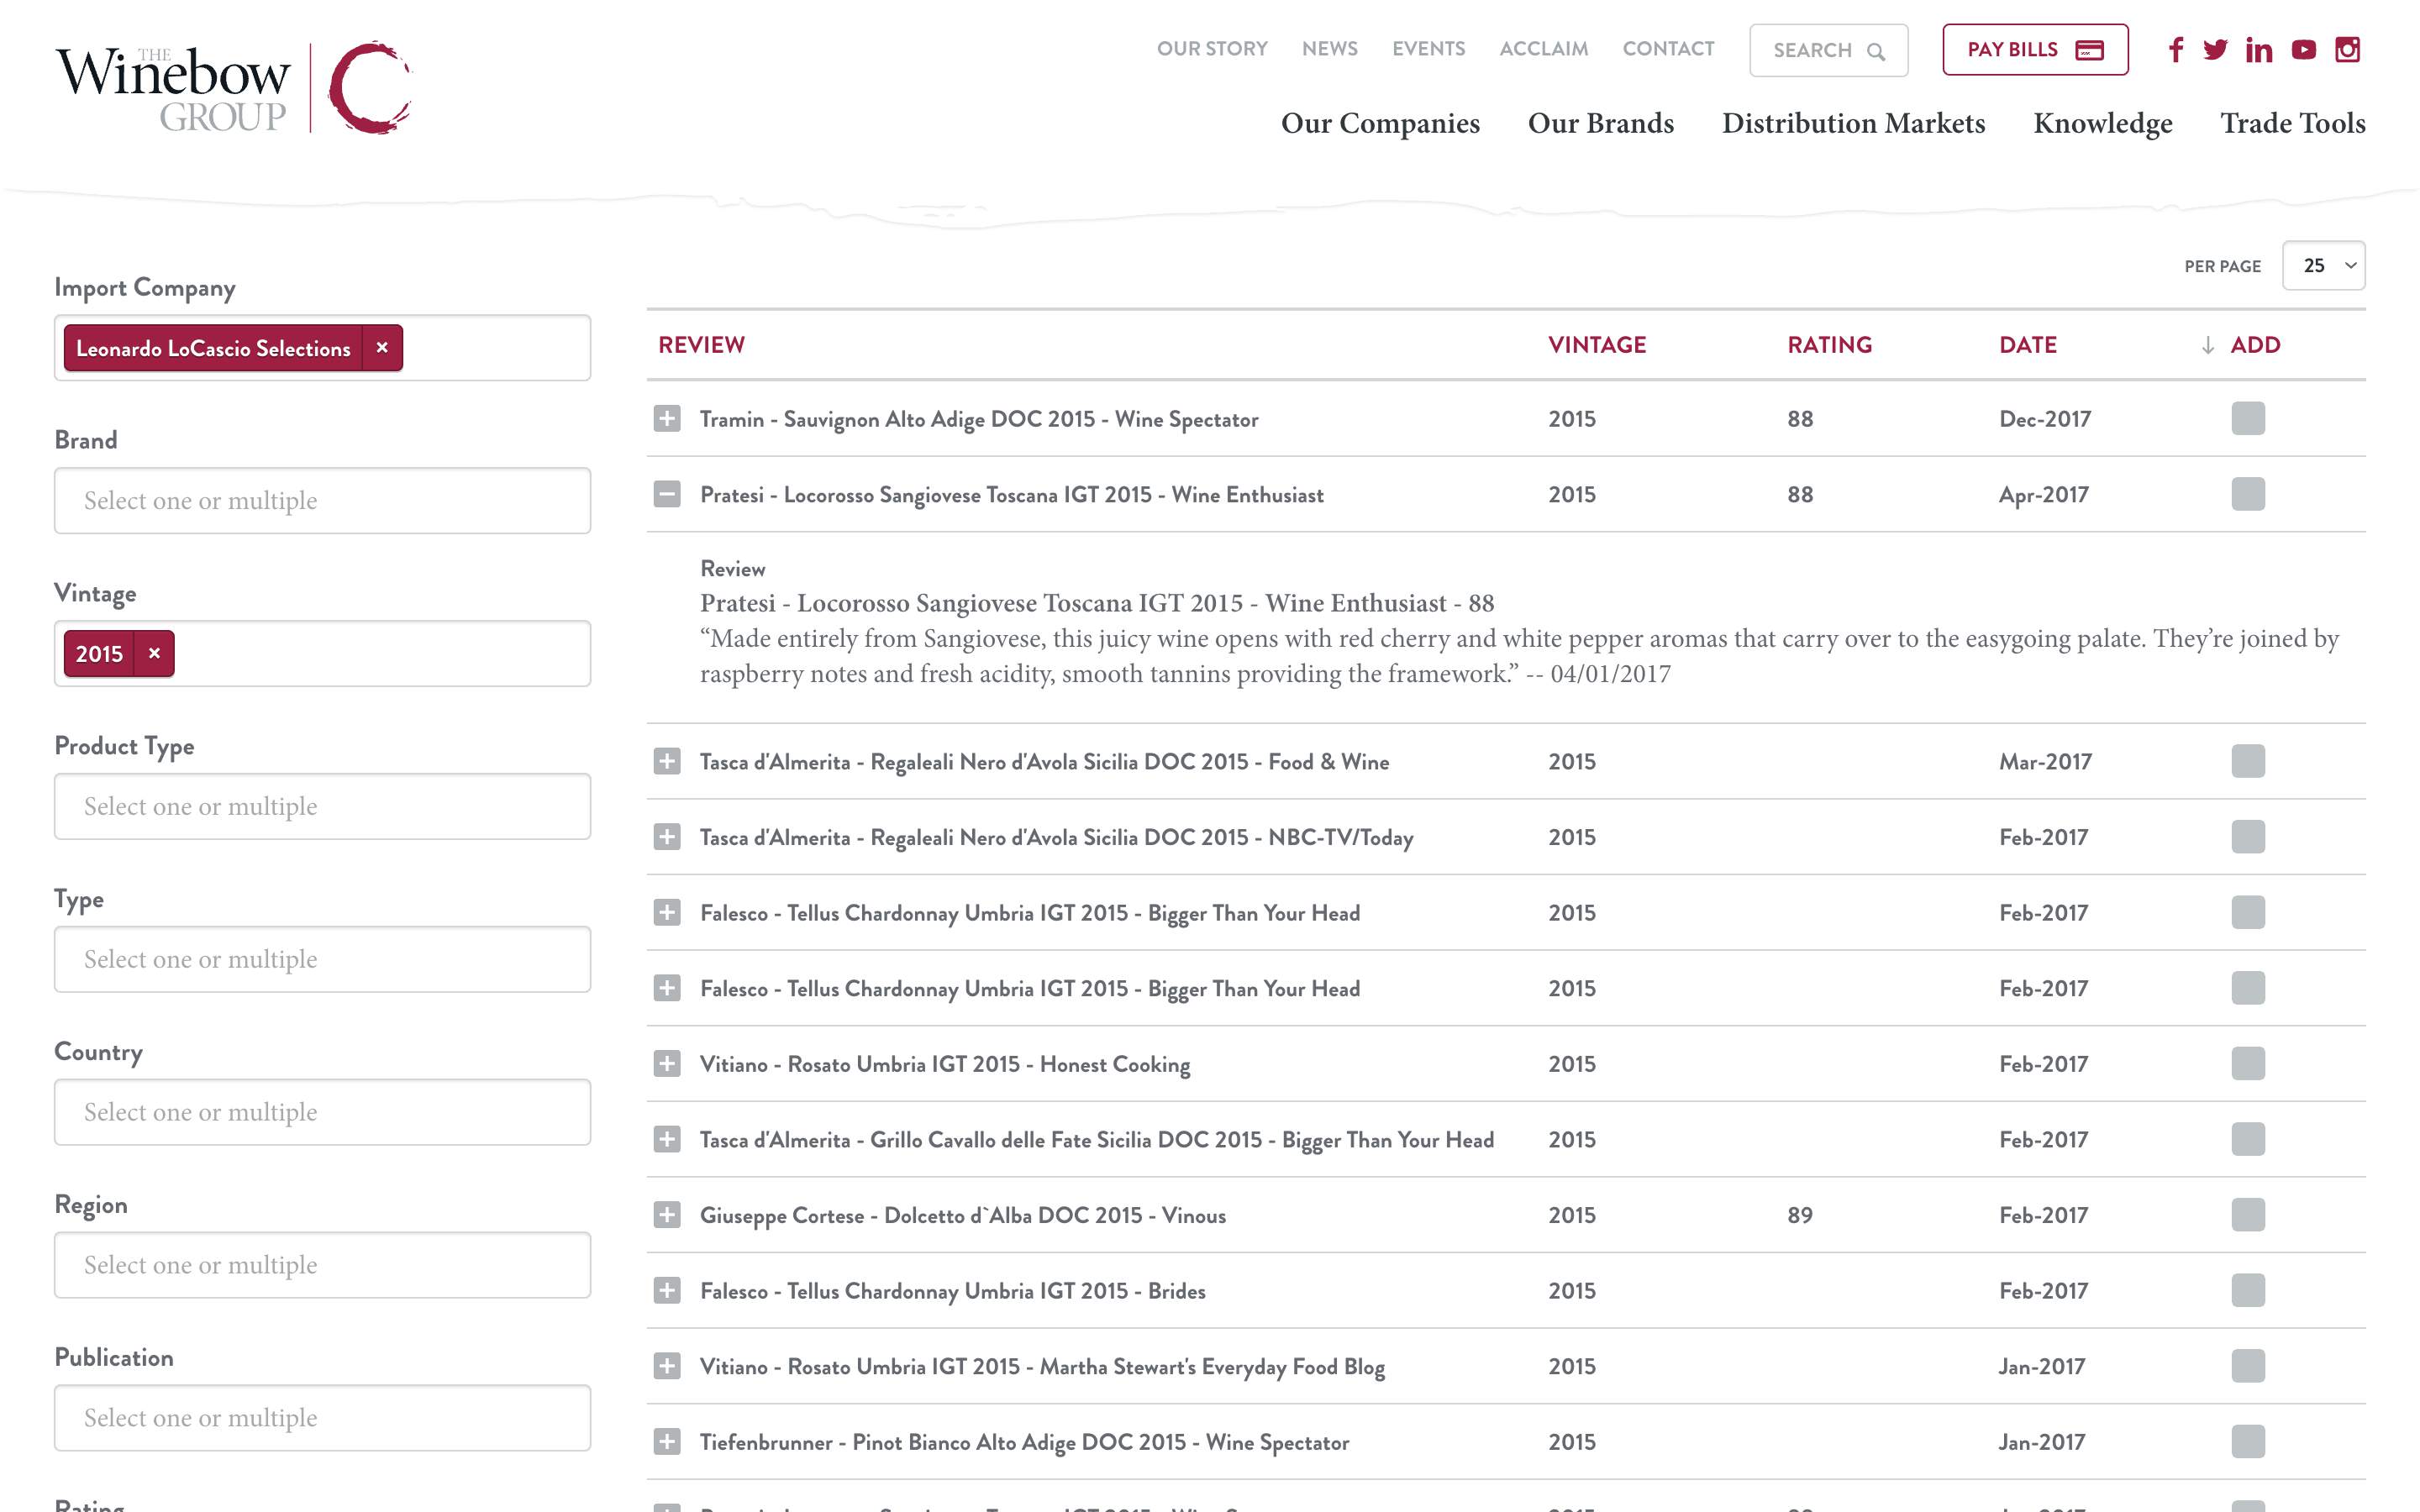 THE
Winebow
GROUP
OUR STORY NEWS EVENTS ACCLAIM CONTACT SEARCH PAY BILLS
Our Companies Our Brands Distribution Markets Knowledge Trade Tools
PER PAGE 25
Import Company
Leonardo LoCascio Selections ×
Brand
Select one or multiple
Vintage
2015 ×
Product Type
Select one or multiple
Type
Select one or multiple
Country
Select one or multiple
Region
Select one or multiple
Publication
Select one or multiple
Rating
REVIEW VINTAGE RATING DATE ↓ ADD
Tramin - Sauvignon Alto Adige DOC 2015 - Wine Spectator 2015 88 Dec-2017
Pratesi - Locorosso Sangiovese Toscana IGT 2015 - Wine Enthusiast 2015 88 Apr-2017
Review
Pratesi - Locorosso Sangiovese Toscana IGT 2015 - Wine Enthusiast - 88
“Made entirely from Sangiovese, this juicy wine opens with red cherry and white pepper aromas that carry over to the easygoing palate. They’re joined by
raspberry notes and fresh acidity, smooth tannins providing the framework.” -- 04/01/2017
Tasca d'Almerita - Regaleali Nero d'Avola Sicilia DOC 2015 - Food & Wine 2015 Mar-2017
Tasca d'Almerita - Regaleali Nero d'Avola Sicilia DOC 2015 - NBC-TV/Today 2015 Feb-2017
Falesco - Tellus Chardonnay Umbria IGT 2015 - Bigger Than Your Head 2015 Feb-2017
Falesco - Tellus Chardonnay Umbria IGT 2015 - Bigger Than Your Head 2015 Feb-2017
Vitiano - Rosato Umbria IGT 2015 - Honest Cooking 2015 Feb-2017
Tasca d'Almerita - Grillo Cavallo delle Fate Sicilia DOC 2015 - Bigger Than Your Head 2015 Feb-2017
Giuseppe Cortese - Dolcetto d`Alba DOC 2015 - Vinous 2015 89 Feb-2017
Falesco - Tellus Chardonnay Umbria IGT 2015 - Brides 2015 Feb-2017
Vitiano - Rosato Umbria IGT 2015 - Martha Stewart's Everyday Food Blog 2015 Jan-2017
Tiefenbrunner - Pinot Bianco Alto Adige DOC 2015 - Wine Spectator 2015 Jan-2017